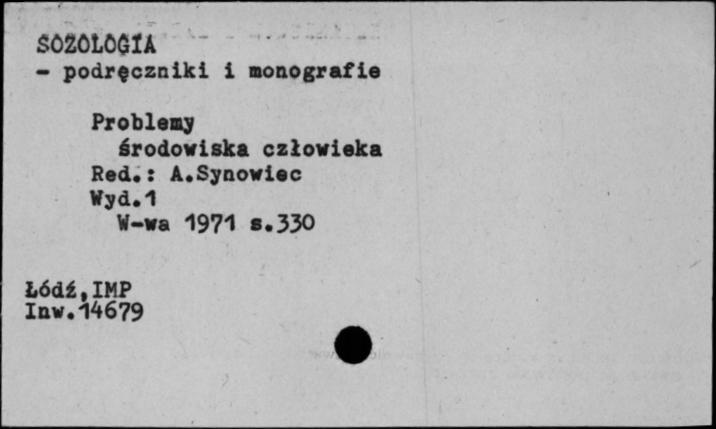 SOZOLOGIA
- podręczniki i monografie
Problemy
środowiska człowieka
Red.: A.Synowiec
Wyd.1
W-wa 1971 s.330
Łódź,IMP
Inw.14679